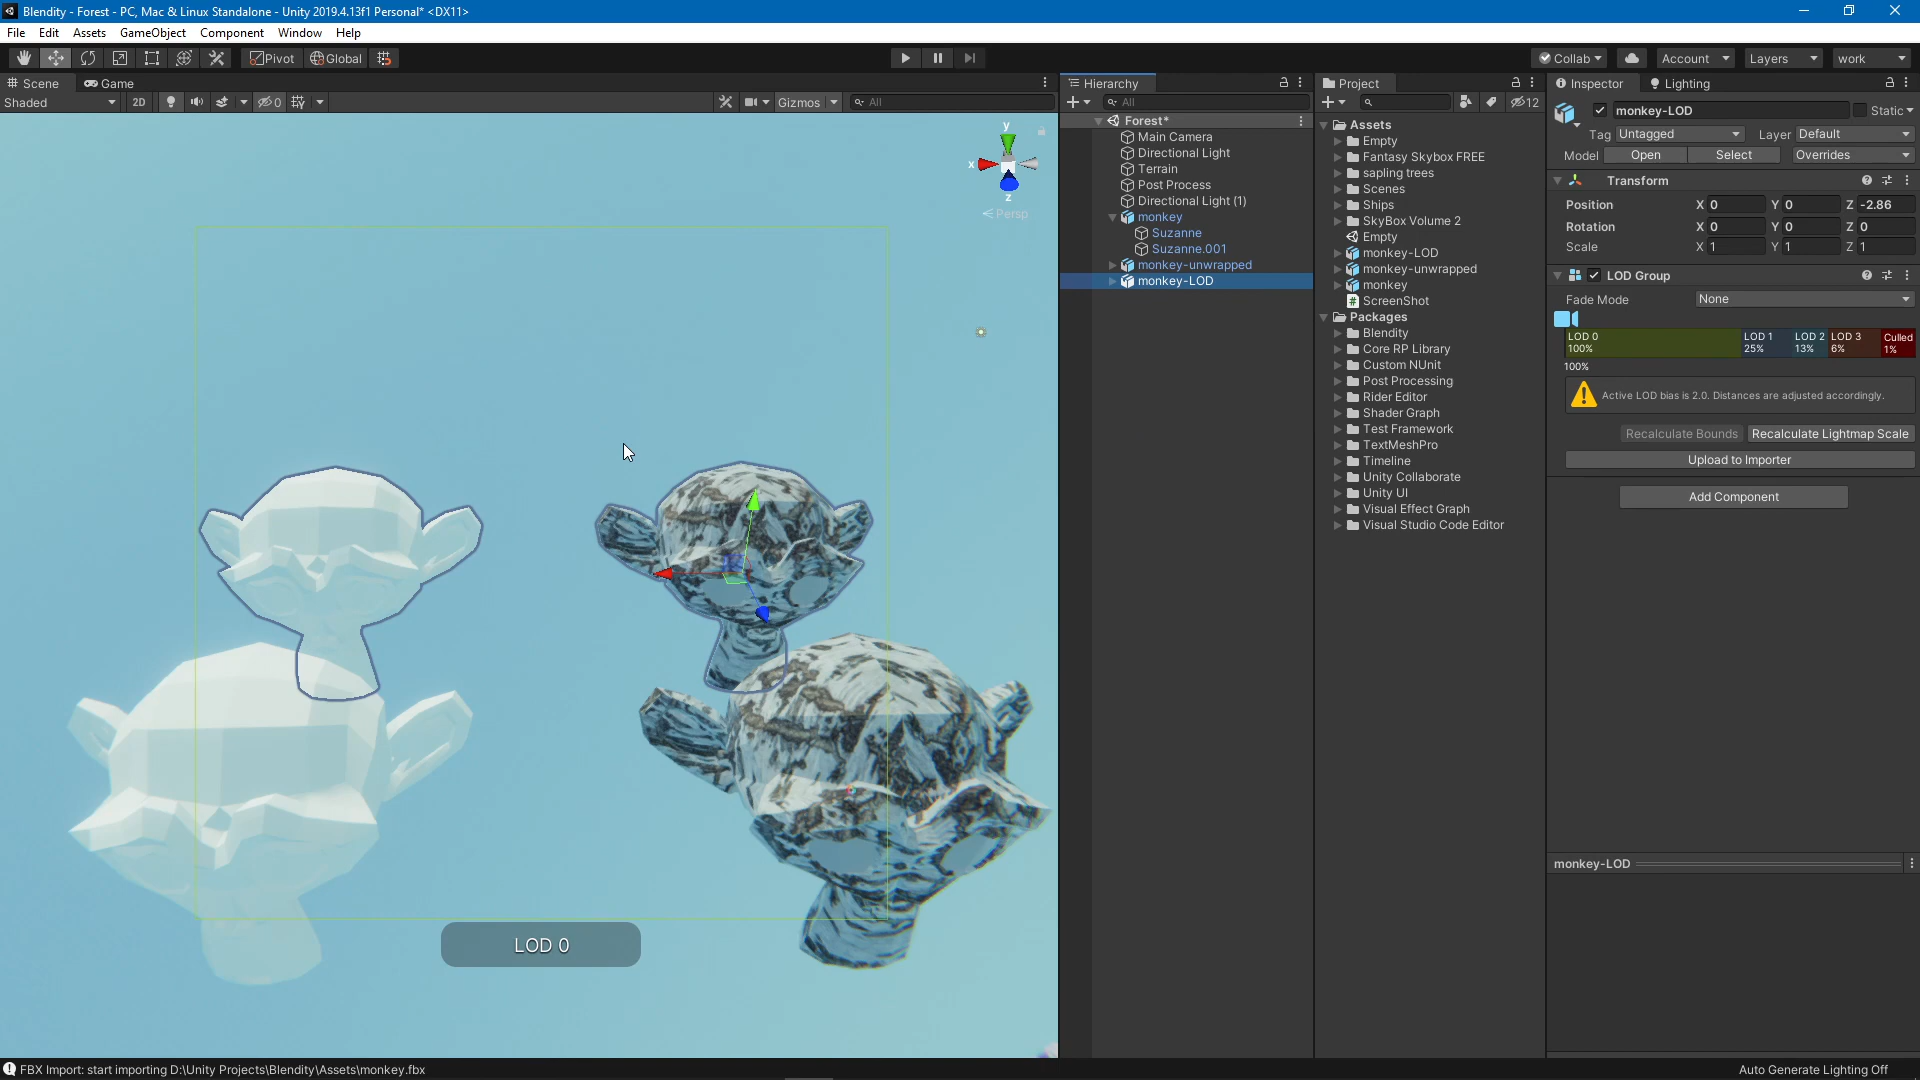 Blendity - Forest - PC, Mac & Linux Standalone - Unity 2019.4.13f1 Personal* <DX11>
File Edit Assets GameObject Component Window Help
Pivot Global Collab Account Layers work
Scene Game
Shaded 2D 0 Gizmos All
y
x
z
Persp
LOD 0
Hierarchy
All
Forest*
Main Camera
Directional Light
Terrain
Post Process
Directional Light (1)
monkey
Suzanne
Suzanne.001
monkey-unwrapped
monkey-LOD
Project
12
Assets
Empty
Fantasy Skybox FREE
sapling trees
Scenes
Ships
SkyBox Volume 2
Empty
monkey-LOD
monkey-unwrapped
monkey
ScreenShot
Packages
Blendity
Core RP Library
Custom NUnit
Post Processing
Rider Editor
Shader Graph
Test Framework
TextMeshPro
Timeline
Unity Collaborate
Unity UI
Visual Effect Graph
Visual Studio Code Editor
Inspector Lighting
monkey-LOD Static
Tag Untagged Layer Default
Model Open Select Overrides
Transform
Position X 0 Y 0 Z -2.86
Rotation X 0 Y 0 Z 0
Scale X 1 Y 1 Z 1
LOD Group
Fade Mode None
LOD 0 LOD 1 LOD 2 LOD 3 Culled
100% 25% 13% 6% 1%
100%
Active LOD bias is 2.0. Distances are adjusted accordingly.
Recalculate Bounds Recalculate Lightmap Scale
Upload to Importer
Add Component
monkey-LOD
FBX Import: start importing D:\Unity Projects\Blendity\Assets\monkey.fbx
Auto Generate Lighting Off